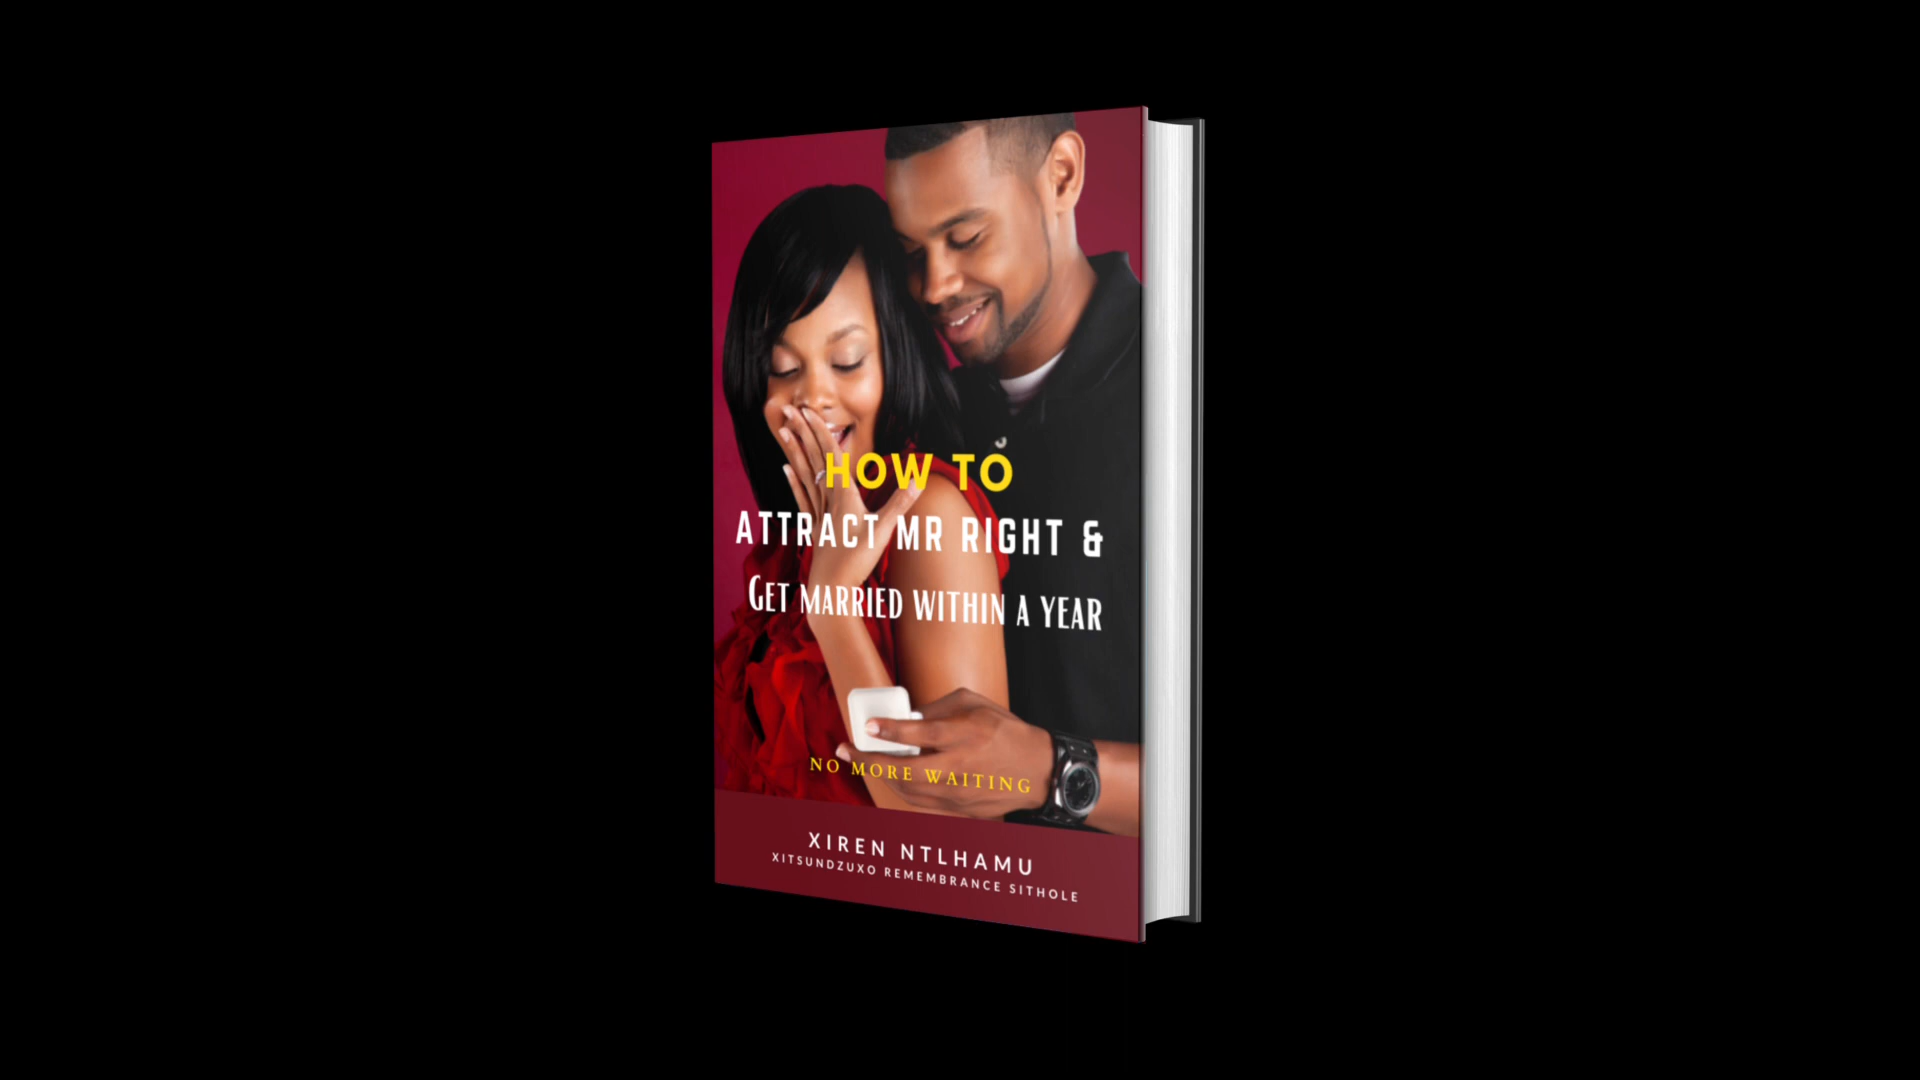 HOW TO
ATTRACT MR RIGHT &
GET MARRIED WITHIN A YEAR
NO MORE WAITING
XIREN NTLHAMU
XITSUNDZUXO REMEMBRANCE SITHOLE